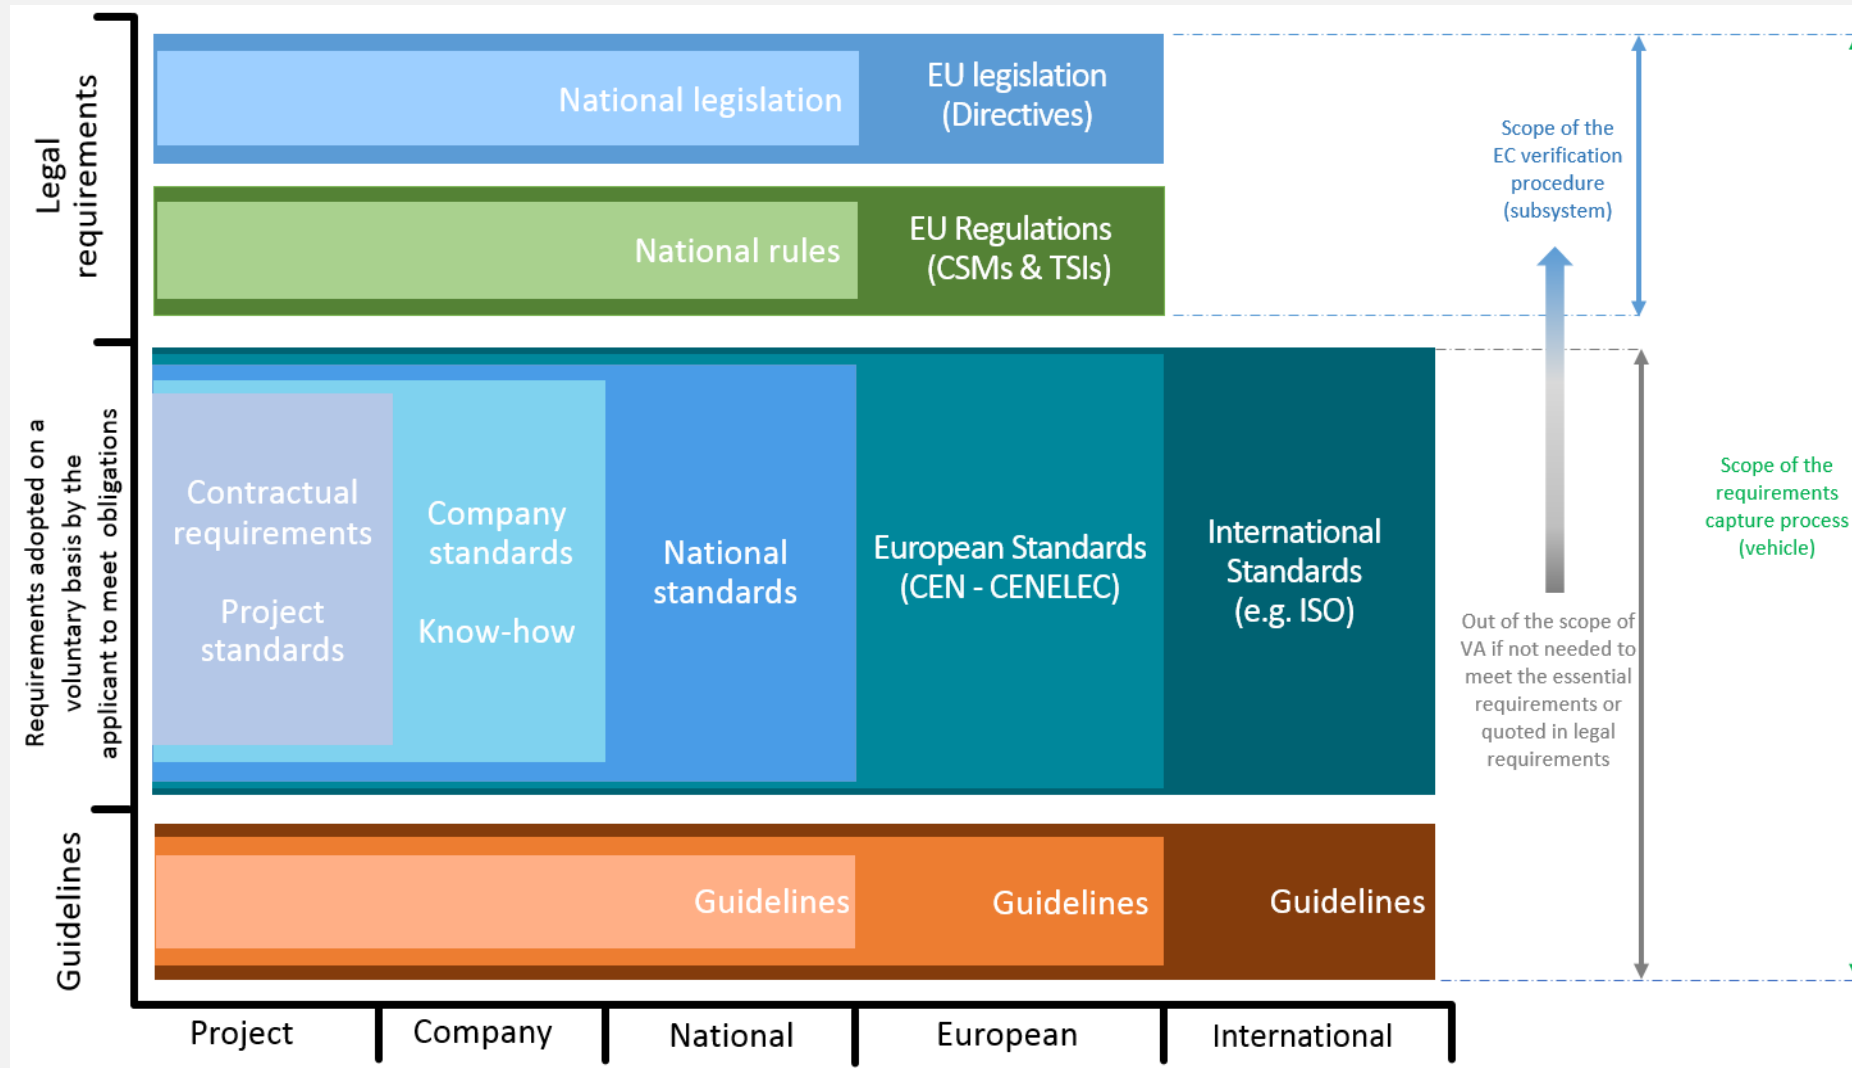 Legal
requirements
National legislation
EU legislation
(Directives)
National rules
EU Regulations
(CSMs & TSIs)
Scope of the
EC verification
procedure
(subsystem)
Requirements adopted on a
voluntary basis by the
applicant to meet obligations
Contractual
requirements
Project
standards
Company
standards
Know-how
National
standards
European Standards
(CEN - CENELEC)
International
Standards
(e.g. ISO)
Out of the scope of
VA if not needed to
meet the essential
requirements or
quoted in legal
requirements
Scope of the
requirements
capture process
(vehicle)
Guidelines
Guidelines
Guidelines
Guidelines
Project
Company
National
European
International